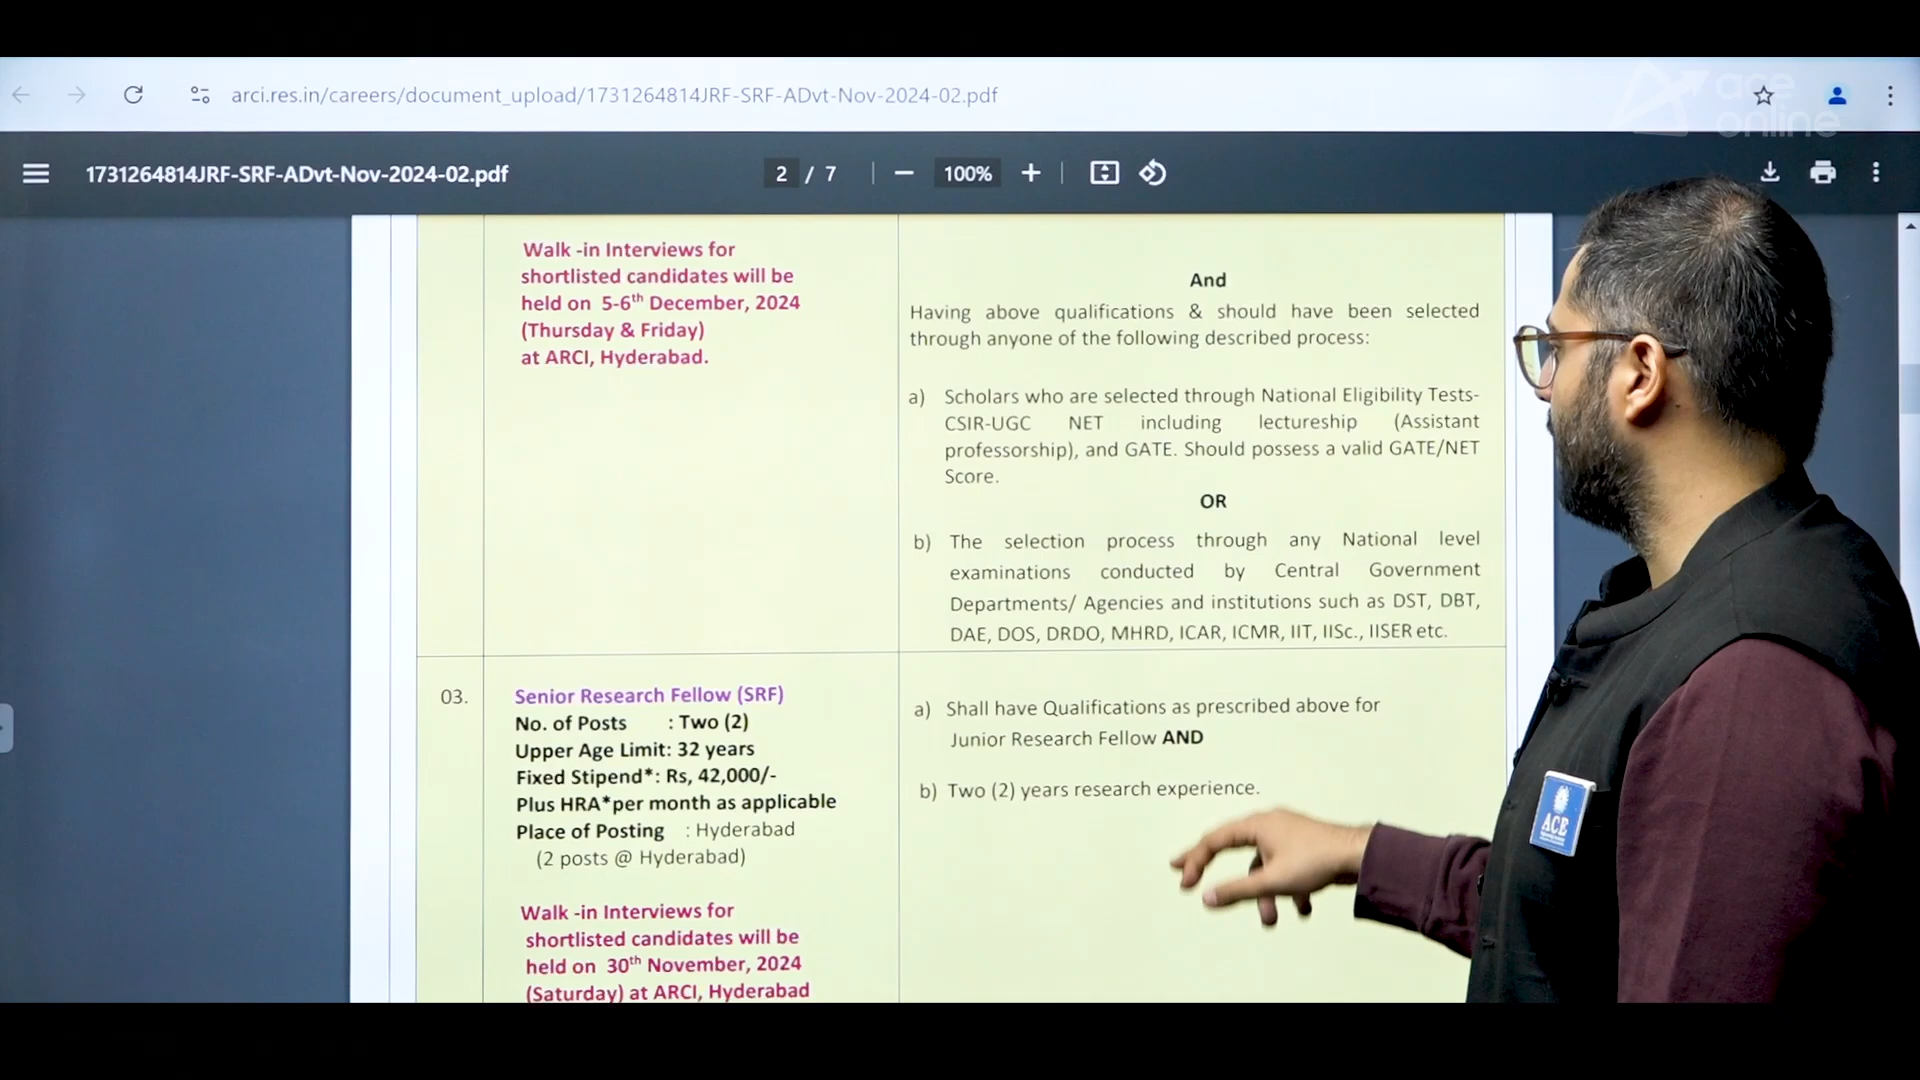 ace
online
arci.res.in/careers/document_upload/1731264814JRF-SRF-ADvt-Nov-2024-02.pdf
1731264814JRF-SRF-ADvt-Nov-2024-02.pdf
2 / 7
100%
Walk -in Interviews for
shortlisted candidates will be
held on 5-6th December, 2024
(Thursday & Friday)
at ARCI, Hyderabad.
And
Having above qualifications & should have been selected
through anyone of the following described process:
a) Scholars who are selected through National Eligibility Tests-
CSIR-UGC NET including lectureship (Assistant
professorship), and GATE. Should possess a valid GATE/NET
Score.
OR
b) The selection process through any National level
examinations conducted by Central Government
Departments/ Agencies and institutions such as DST, DBT,
DAE, DOS, DRDO, MHRD, ICAR, ICMR, IIT, IISc., IISER etc.
03.
Senior Research Fellow (SRF)
No. of Posts : Two (2)
Upper Age Limit: 32 years
Fixed Stipend*: Rs, 42,000/-
Plus HRA*per month as applicable
Place of Posting : Hyderabad
(2 posts @ Hyderabad)
Walk -in Interviews for
shortlisted candidates will be
held on 30th November, 2024
(Saturday) at ARCI, Hyderabad
a) Shall have Qualifications as prescribed above for
Junior Research Fellow AND
b) Two (2) years research experience.
ACE